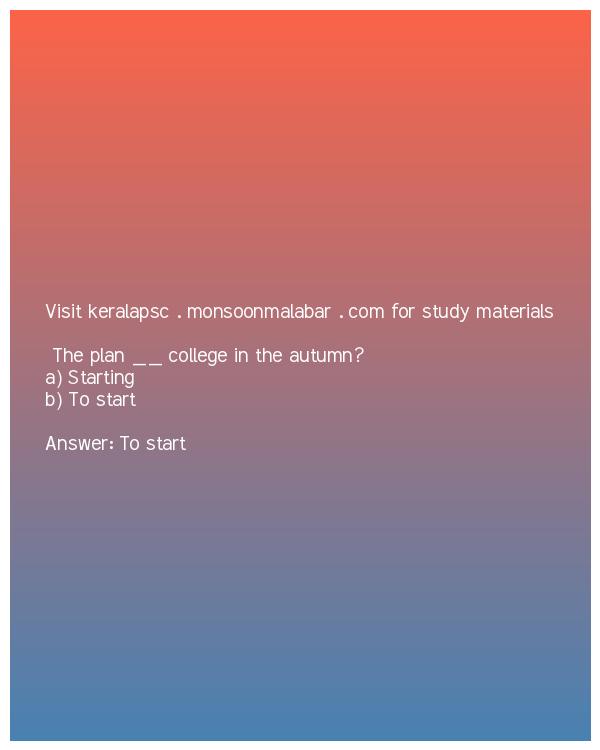 Visit keralapsc . monsoonmalabar . com for study materials
The plan __ college in the autumn?
a) Starting
b) To start
Answer: To start